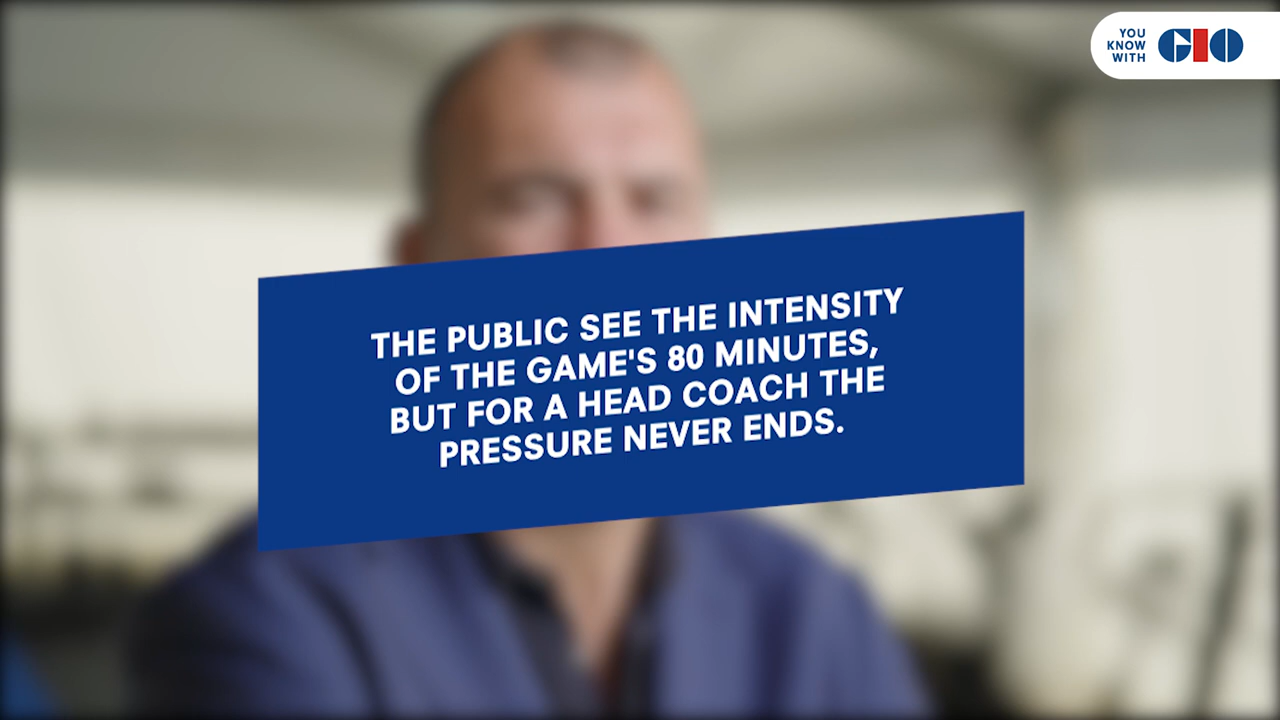 YOU
KNOW
WITH
GIO
THE PUBLIC SEE THE INTENSITY
OF THE GAME'S 80 MINUTES,
BUT FOR A HEAD COACH THE
PRESSURE NEVER ENDS.